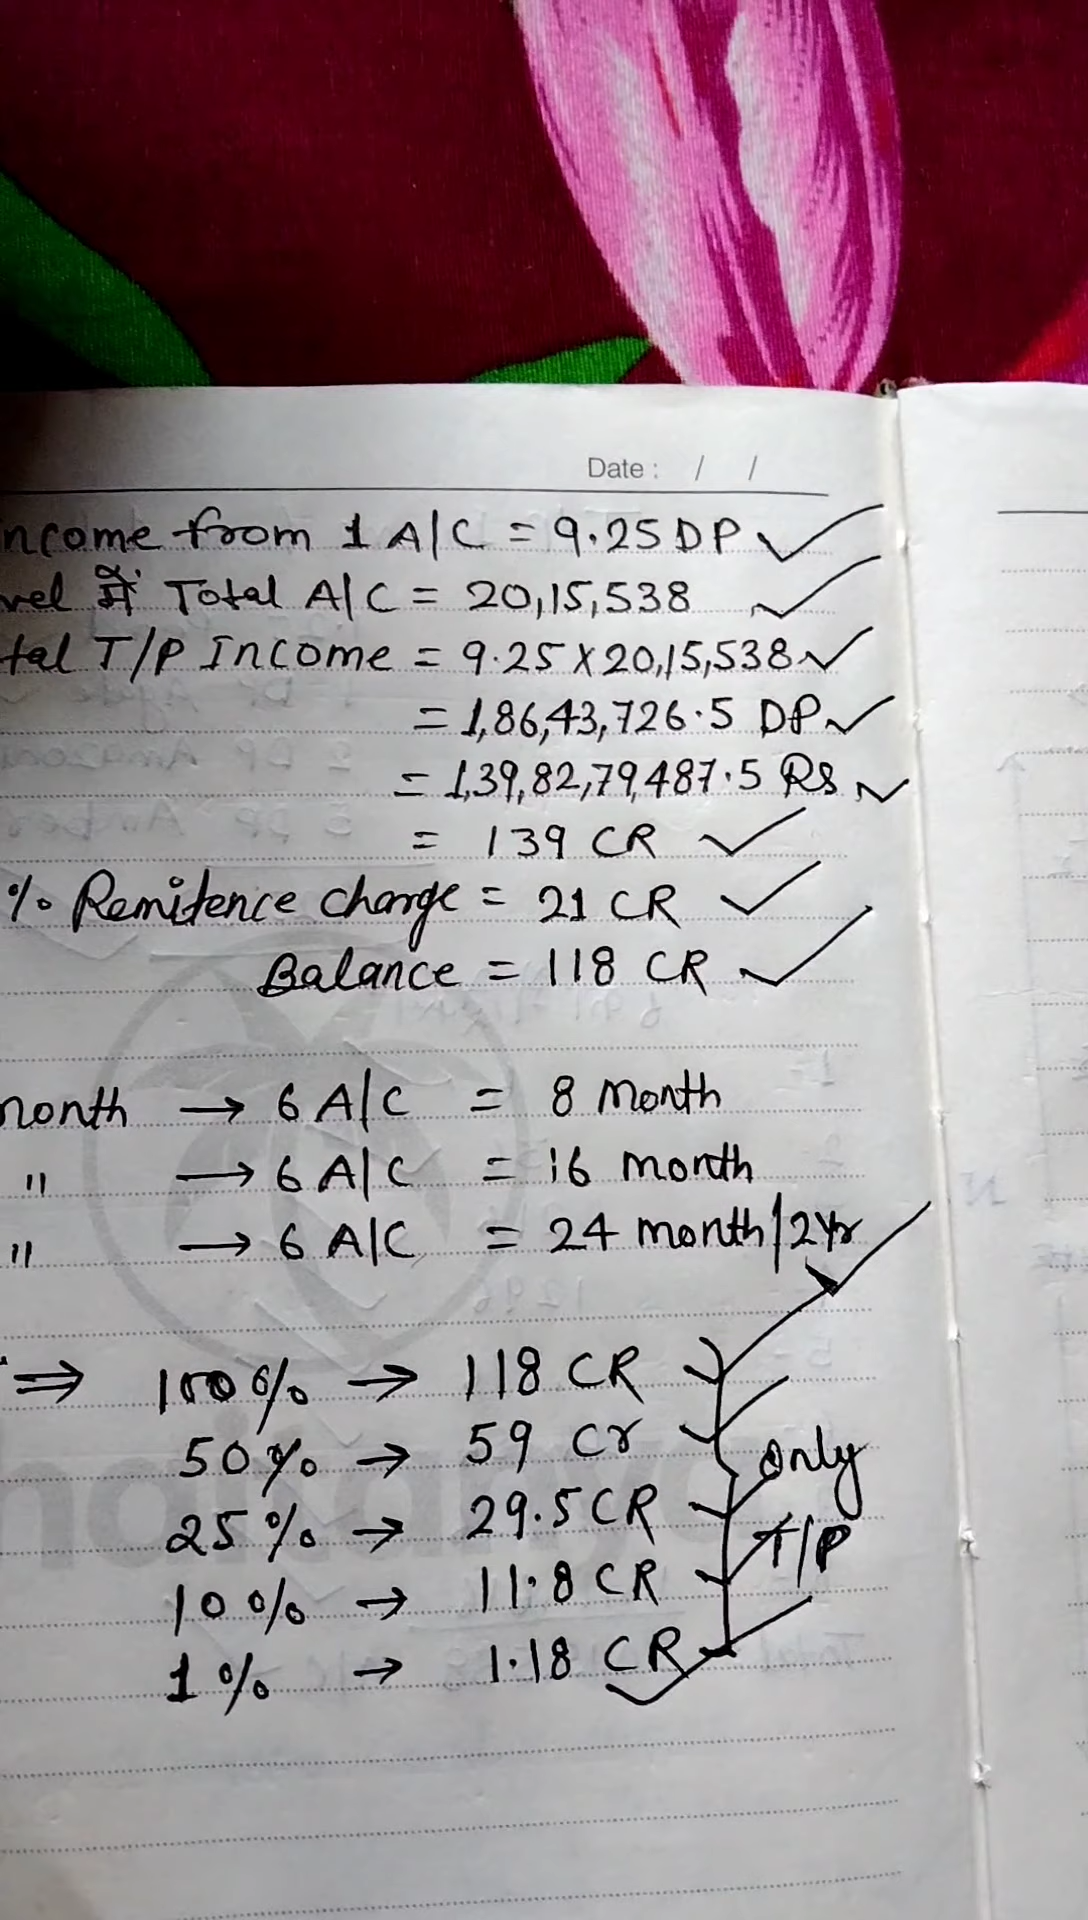 Date: / /
ncome from 1 A/C = 9.25 DP
vel में Total A/C = 20,15,538
tal T/P Income = 9.25 X 20,15,538
= 1,86,43,726.5 DP
= 1,39,82,79,487.5 Rs
= 139 CR
% Remitence charge = 21 CR
Balance = 118 CR
month → 6 A/C = 8 month
" → 6 A/C = 16 month
" → 6 A/C = 24 month/2Yr
⇒ 100% → 118 CR
50% → 59 Cr
25% → 29.5 CR
10% → 11.8 CR
1% → 1.18 CR
only
T/P